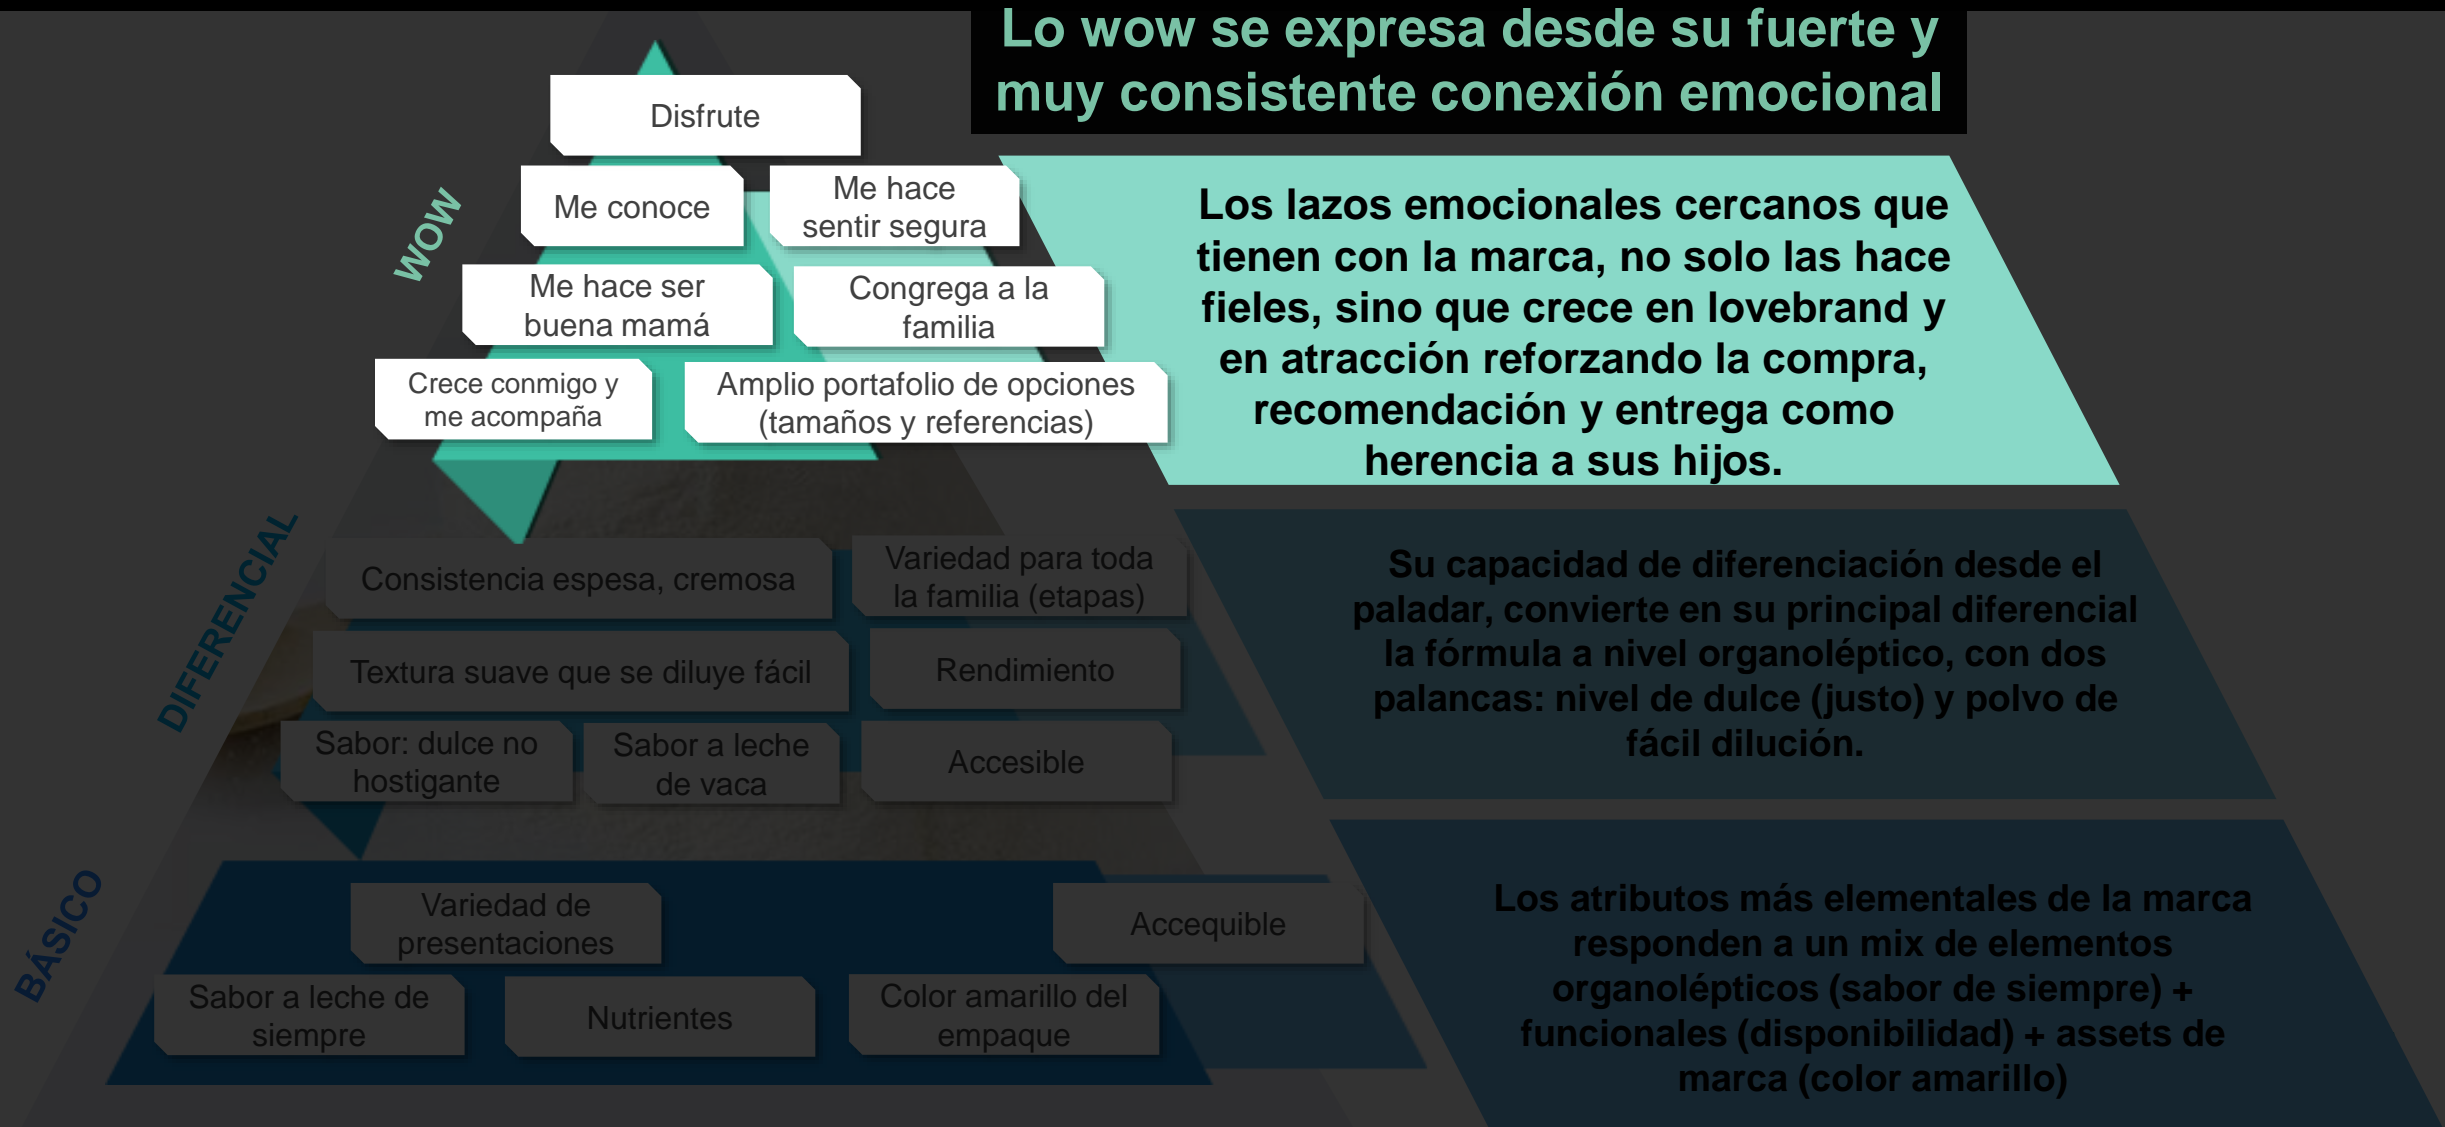 Lo wow se expresa desde su fuerte y
muy consistente conexión emocional
WOW
Disfrute
Me conoce
Me hace
sentir segura
Me hace ser
buena mamá
Congrega a la
familia
Crece conmigo y
me acompaña
Amplio portafolio de opciones
(tamaños y referencias)
Los lazos emocionales cercanos que
tienen con la marca, no solo las hace
fieles, sino que crece en lovebrand y
en atracción reforzando la compra,
recomendación y entrega como
herencia a sus hijos.
DIFERENCIAL
Consistencia espesa, cremosa
Variedad para toda
la familia (etapas)
Textura suave que se diluye fácil
Rendimiento
Sabor: dulce no
hostigante
Sabor a leche
de vaca
Accesible
Su capacidad de diferenciación desde el
paladar, convierte en su principal diferencial
la fórmula a nivel organoléptico, con dos
palancas: nivel de dulce (justo) y polvo de
fácil dilución.
BÁSICO
Variedad de
presentaciones
Accequible
Sabor a leche de
siempre
Nutrientes
Color amarillo del
empaque
Los atributos más elementales de la marca
responden a un mix de elementos
organolépticos (sabor de siempre) +
funcionales (disponibilidad) + assets de
marca (color amarillo)